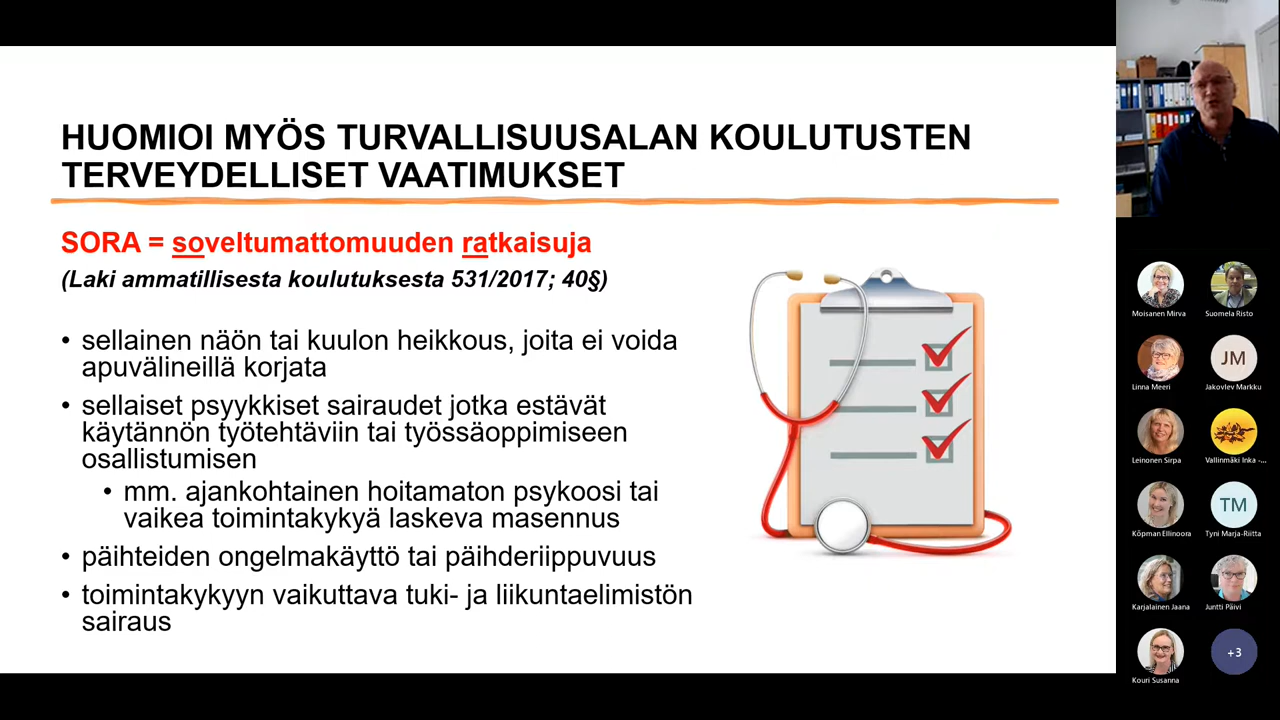 HUOMIOI MYÖS TURVALLISUUSALAN KOULUTUSTEN
TERVEYDELLISET VAATIMUKSET
SORA = soveltumattomuuden ratkaisuja
(Laki ammatillisesta koulutuksesta 531/2017; 40§)
• sellainen näön tai kuulon heikkous, joita ei voida
apuvälineillä korjata
• sellaiset psyykkiset sairaudet jotka estävät
käytännön työtehtäviin tai työssäoppimiseen
osallistumisen
• mm. ajankohtainen hoitamaton psykoosi tai
vaikea toimintakykyä laskeva masennus
• päihteiden ongelmakäyttö tai päihderiippuvuus
• toimintakykyyn vaikuttava tuki- ja liikuntaelimistön
sairaus
Moisanen Mirva
Suomela Risto
Linna Meeri
JM
Jakovlev Markku
Leinonen Sirpa
Vallinmäki Inka -...
Köpman Ellinoora
TM
Tyni Marja-Riitta
Karjalainen Jaana
Juntti Päivi
Kouri Susanna
+3